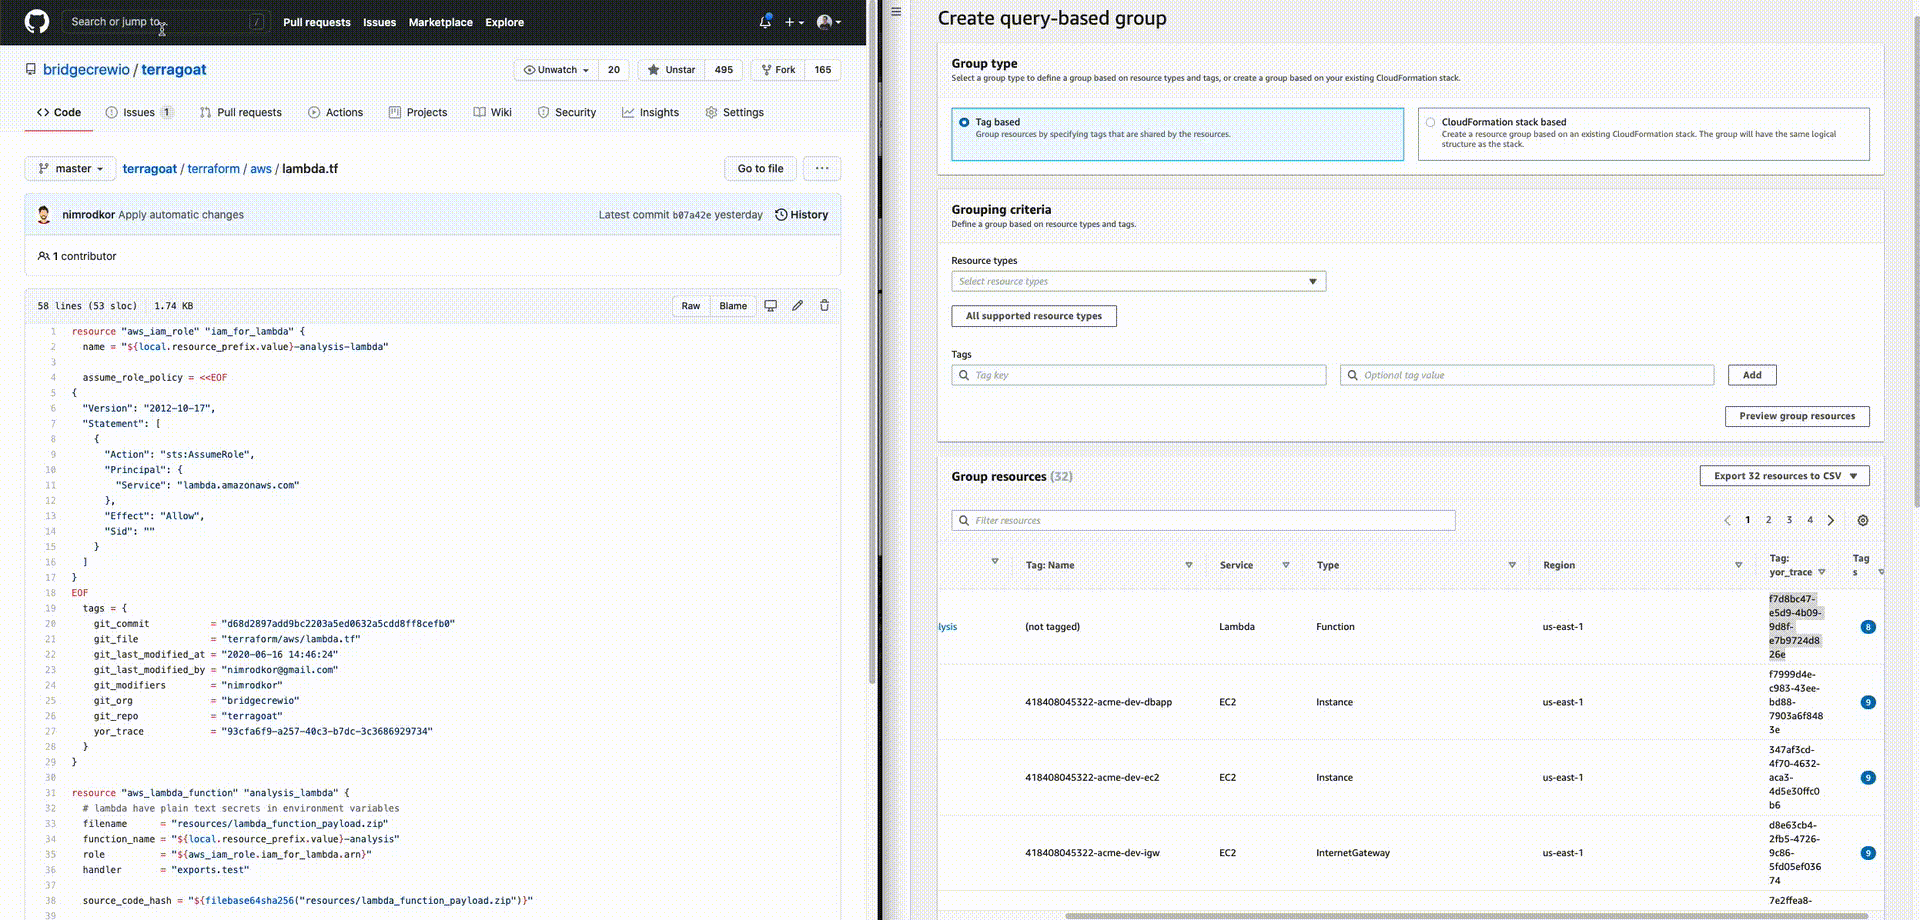 Search or jump to...
/
Pull requests
Issues
Marketplace
Explore
bridgecrewio / terragoat
Unwatch 20
Unstar 495
Fork 165
Code
Issues 1
Pull requests
Actions
Projects
Wiki
Security
Insights
Settings
master
terragoat / terraform / aws / lambda.tf
Go to file
...
nimrodkor Apply automatic changes
Latest commit b07a42e yesterday
History
1 contributor
58 lines (53 sloc) 1.74 KB
Raw
Blame
1 resource "aws_iam_role" "iam_for_lambda" {
2 name = "${local.resource_prefix.value}-analysis-lambda"
3
4 assume_role_policy = <<EOF
5 {
6 "Version": "2012-10-17",
7 "Statement": [
8 {
9 "Action": "sts:AssumeRole",
10 "Principal": {
11 "Service": "lambda.amazonaws.com"
12 },
13 "Effect": "Allow",
14 "Sid": ""
15 }
16 ]
17 }
18 EOF
19 tags = {
20 git_commit = "d68d2897add9bc2203a5ed0632a5cdd8ff8cefb0"
21 git_file = "terraform/aws/lambda.tf"
22 git_last_modified_at = "2020-06-16 14:46:24"
23 git_last_modified_by = "nimrodkor@gmail.com"
24 git_modifiers = "nimrodkor"
25 git_org = "bridgecrewio"
26 git_repo = "terragoat"
27 yor_trace = "93cfa6f9-a257-40c3-b7dc-3c3686929734"
28 }
29 }
30
31 resource "aws_lambda_function" "analysis_lambda" {
32 # lambda have plain text secrets in environment variables
33 filename = "resources/lambda_function_payload.zip"
34 function_name = "${local.resource_prefix.value}-analysis"
35 role = "${aws_iam_role.iam_for_lambda.arn}"
36 handler = "exports.test"
37
38 source_code_hash = "${filebase64sha256("resources/lambda_function_payload.zip")}"
39
Create query-based group
Group type
Select a group type to define a group based on resource types and tags, or create a group based on your existing CloudFormation stack.
Tag based
Group resources by specifying tags that are shared by the resources.
CloudFormation stack based
Create a resource group based on an existing CloudFormation stack. The group will have the same logical
structure as the stack.
Grouping criteria
Define a group based on resource types and tags.
Resource types
Select resource types
All supported resource types
Tags
Tag key
Optional tag value
Add
Preview group resources
Group resources (32)
Export 32 resources to CSV
Filter resources
1 2 3 4
Tag: Name
Service
Type
Region
Tag:
yor_trace
Tag
s
lysis
(not tagged)
Lambda
Function
us-east-1
f7d8bc47-
e5d9-4b09-
9d8f-
e7b9724d8
26e
8
418408045322-acme-dev-dbapp
EC2
Instance
us-east-1
f7999d4e-
c983-43ee-
bd88-
7903a6f848
3e
9
418408045322-acme-dev-ec2
EC2
Instance
us-east-1
347af3cd-
4f70-4632-
aca3-
4d5e30ffc0
b6
9
418408045322-acme-dev-igw
EC2
InternetGateway
us-east-1
d8e63cb4-
2fb5-4726-
9c86-
5fd05ef036
74
9
7e2ffea8-